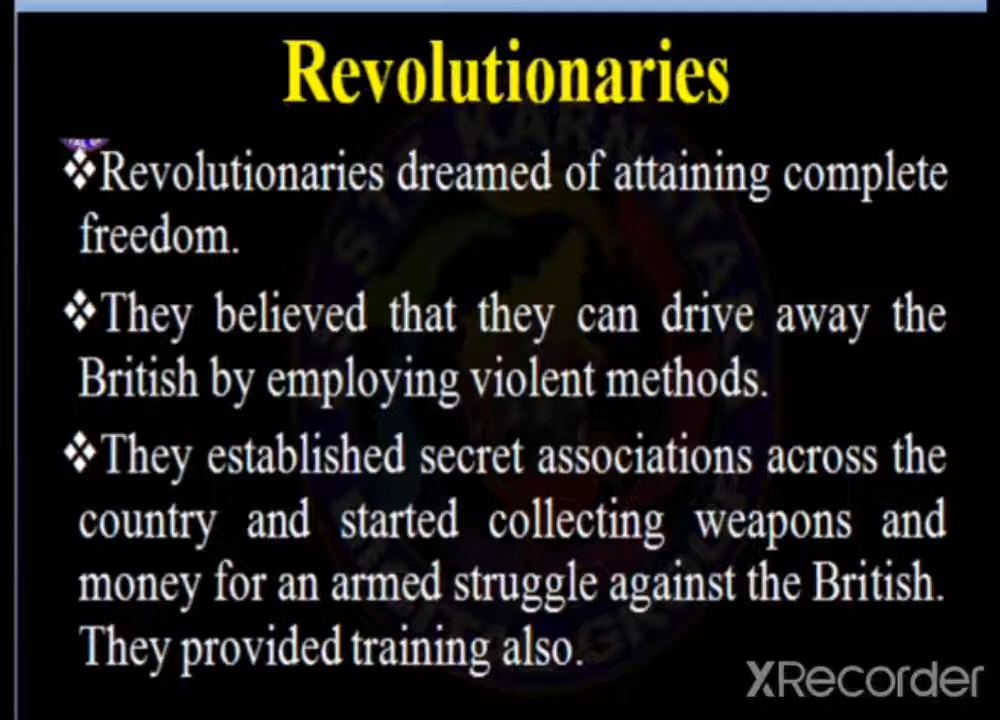 Revolutionaries
❖Revolutionaries dreamed of attaining complete
freedom.
❖They believed that they can drive away the
British by employing violent methods.
❖They established secret associations across the
country and started collecting weapons and
money for an armed struggle against the British.
They provided training also.
XRecorder